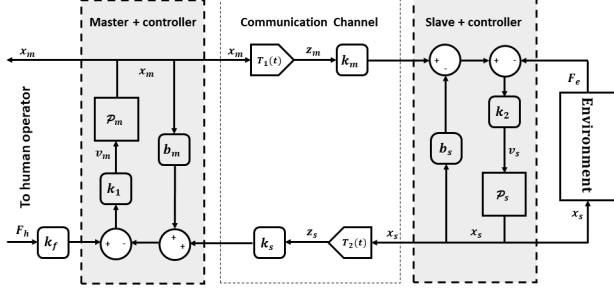 Master + controller
Communication Channel
Slave + controller
x_m
x_m
x_m
T_1(t)
z_m
k_m
+
-
+
-
F_e
𝒫_m
b_m
k_2
v_m
b_s
v_s
Environment
To human operator
k_1
𝒫_s
x_s
F_h
k_f
+
-
+
+
k_s
z_s
T_2(t)
x_s
x_s